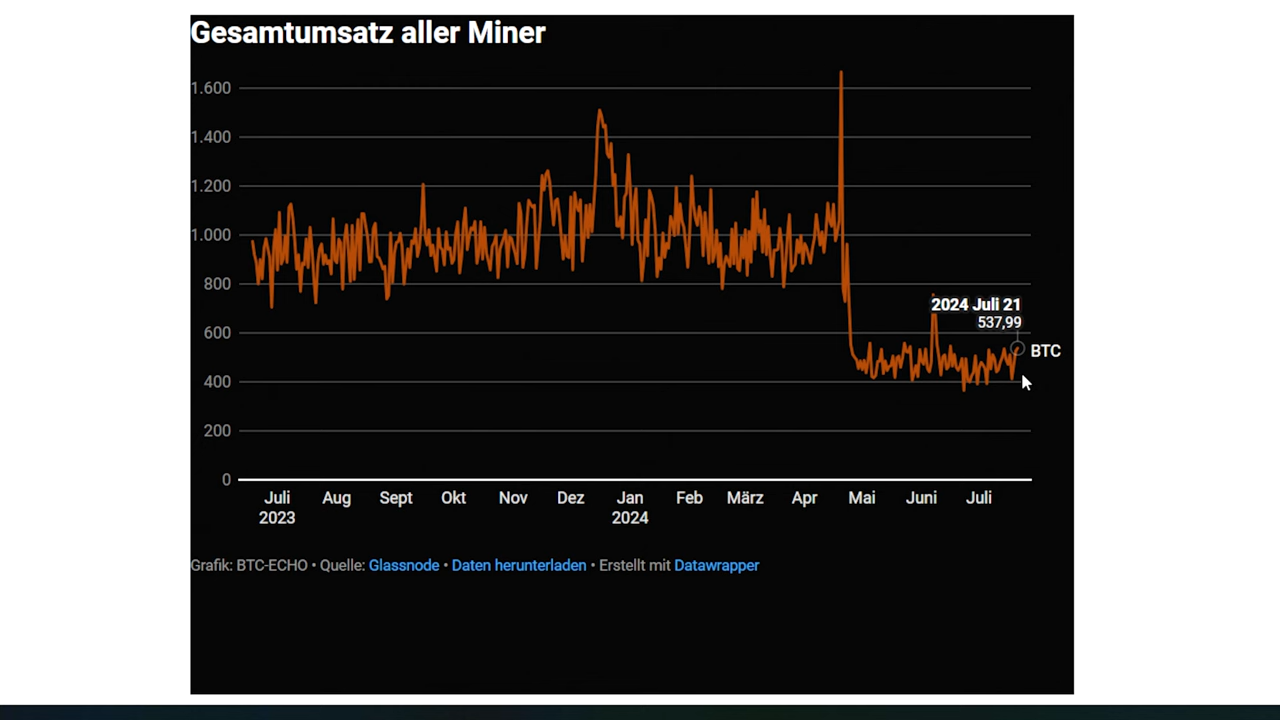 Gesamtumsatz aller Miner
1.600
1.400
1.200
1.000
800
600
400
200
0
2024 Juli 21
537,99
BTC
Juli Aug Sept Okt Nov Dez Jan Feb März Apr Mai Juni Juli
2023 2024
Grafik: BTC-ECHO • Quelle: Glassnode • Daten herunterladen • Erstellt mit Datawrapper